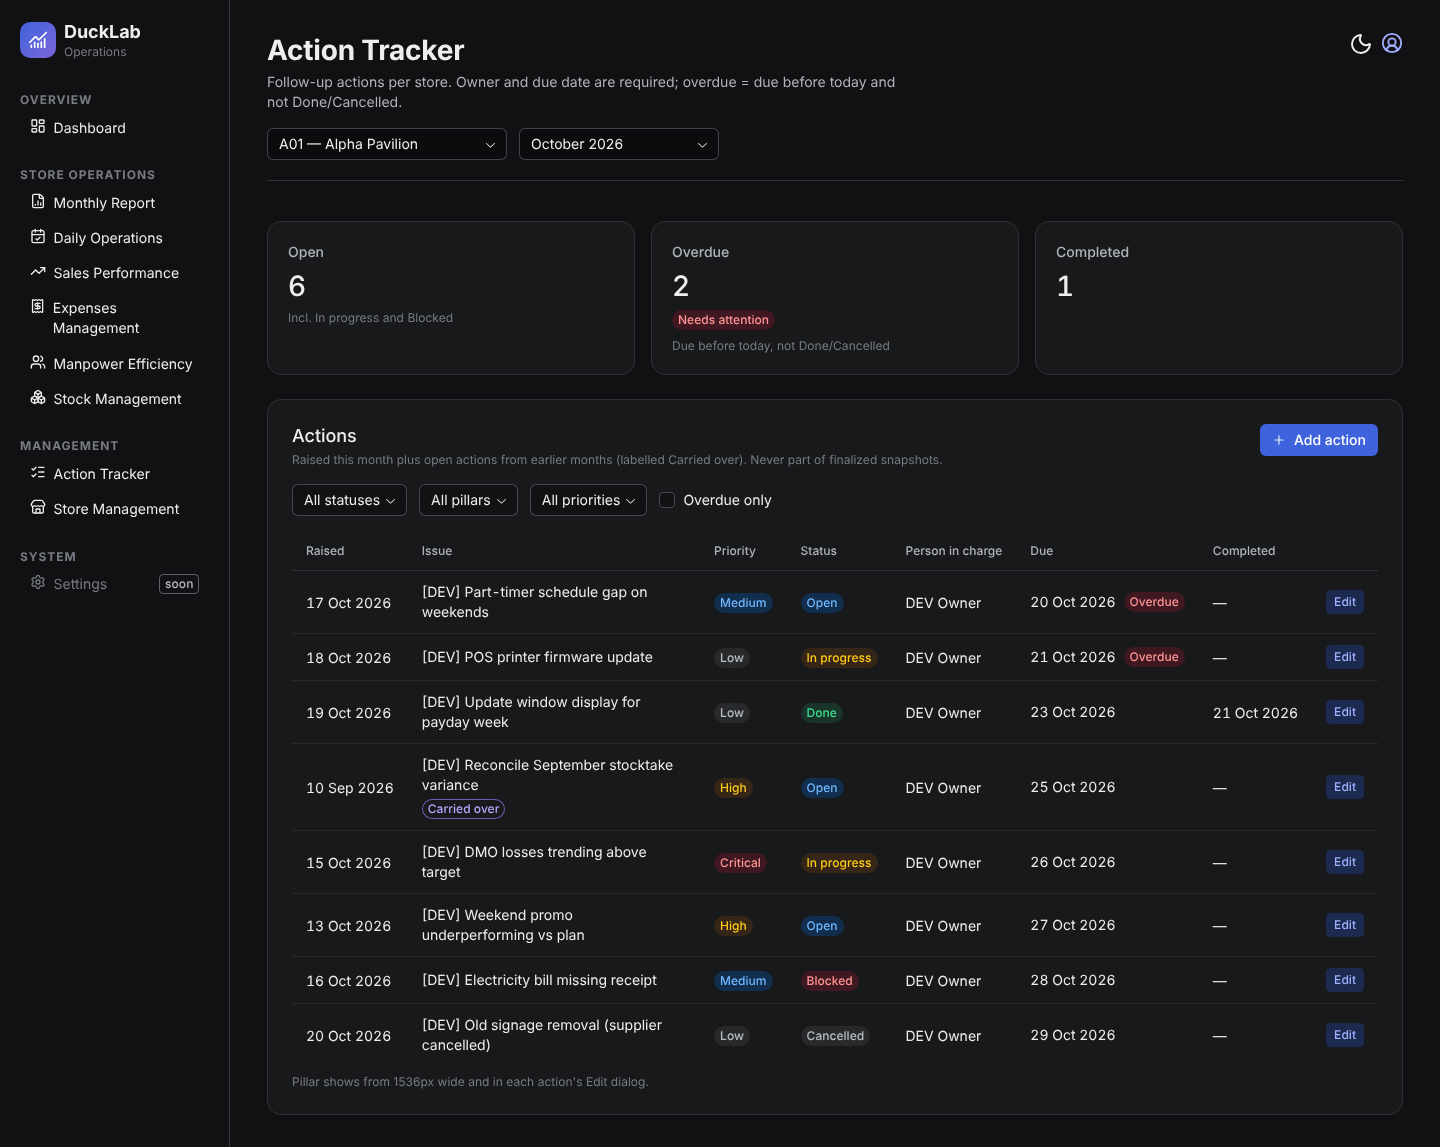 DuckLab
Operations
OVERVIEW
Dashboard
STORE OPERATIONS
Monthly Report
Daily Operations
Sales Performance
Expenses
Management
Manpower Efficiency
Stock Management
MANAGEMENT
Action Tracker
Store Management
SYSTEM
Settings soon
Action Tracker
Follow-up actions per store. Owner and due date are required; overdue = due before today and
not Done/Cancelled.
A01 — Alpha Pavilion October 2026
Open
6
Incl. In progress and Blocked
Overdue
2
Needs attention
Due before today, not Done/Cancelled
Completed
1
Actions
Raised this month plus open actions from earlier months (labelled Carried over). Never part of finalized snapshots.
+ Add action
All statuses All pillars All priorities Overdue only
Raised Issue Priority Status Person in charge Due Completed
17 Oct 2026 [DEV] Part-timer schedule gap on
weekends Medium Open DEV Owner 20 Oct 2026 Overdue — Edit
18 Oct 2026 [DEV] POS printer firmware update Low In progress DEV Owner 21 Oct 2026 Overdue — Edit
19 Oct 2026 [DEV] Update window display for
payday week Low Done DEV Owner 23 Oct 2026 21 Oct 2026 Edit
10 Sep 2026 [DEV] Reconcile September stocktake
variance
Carried over High Open DEV Owner 25 Oct 2026 — Edit
15 Oct 2026 [DEV] DMO losses trending above
target Critical In progress DEV Owner 26 Oct 2026 — Edit
13 Oct 2026 [DEV] Weekend promo
underperforming vs plan High Open DEV Owner 27 Oct 2026 — Edit
16 Oct 2026 [DEV] Electricity bill missing receipt Medium Blocked DEV Owner 28 Oct 2026 — Edit
20 Oct 2026 [DEV] Old signage removal (supplier
cancelled) Low Cancelled DEV Owner 29 Oct 2026 — Edit
Pillar shows from 1536px wide and in each action's Edit dialog.